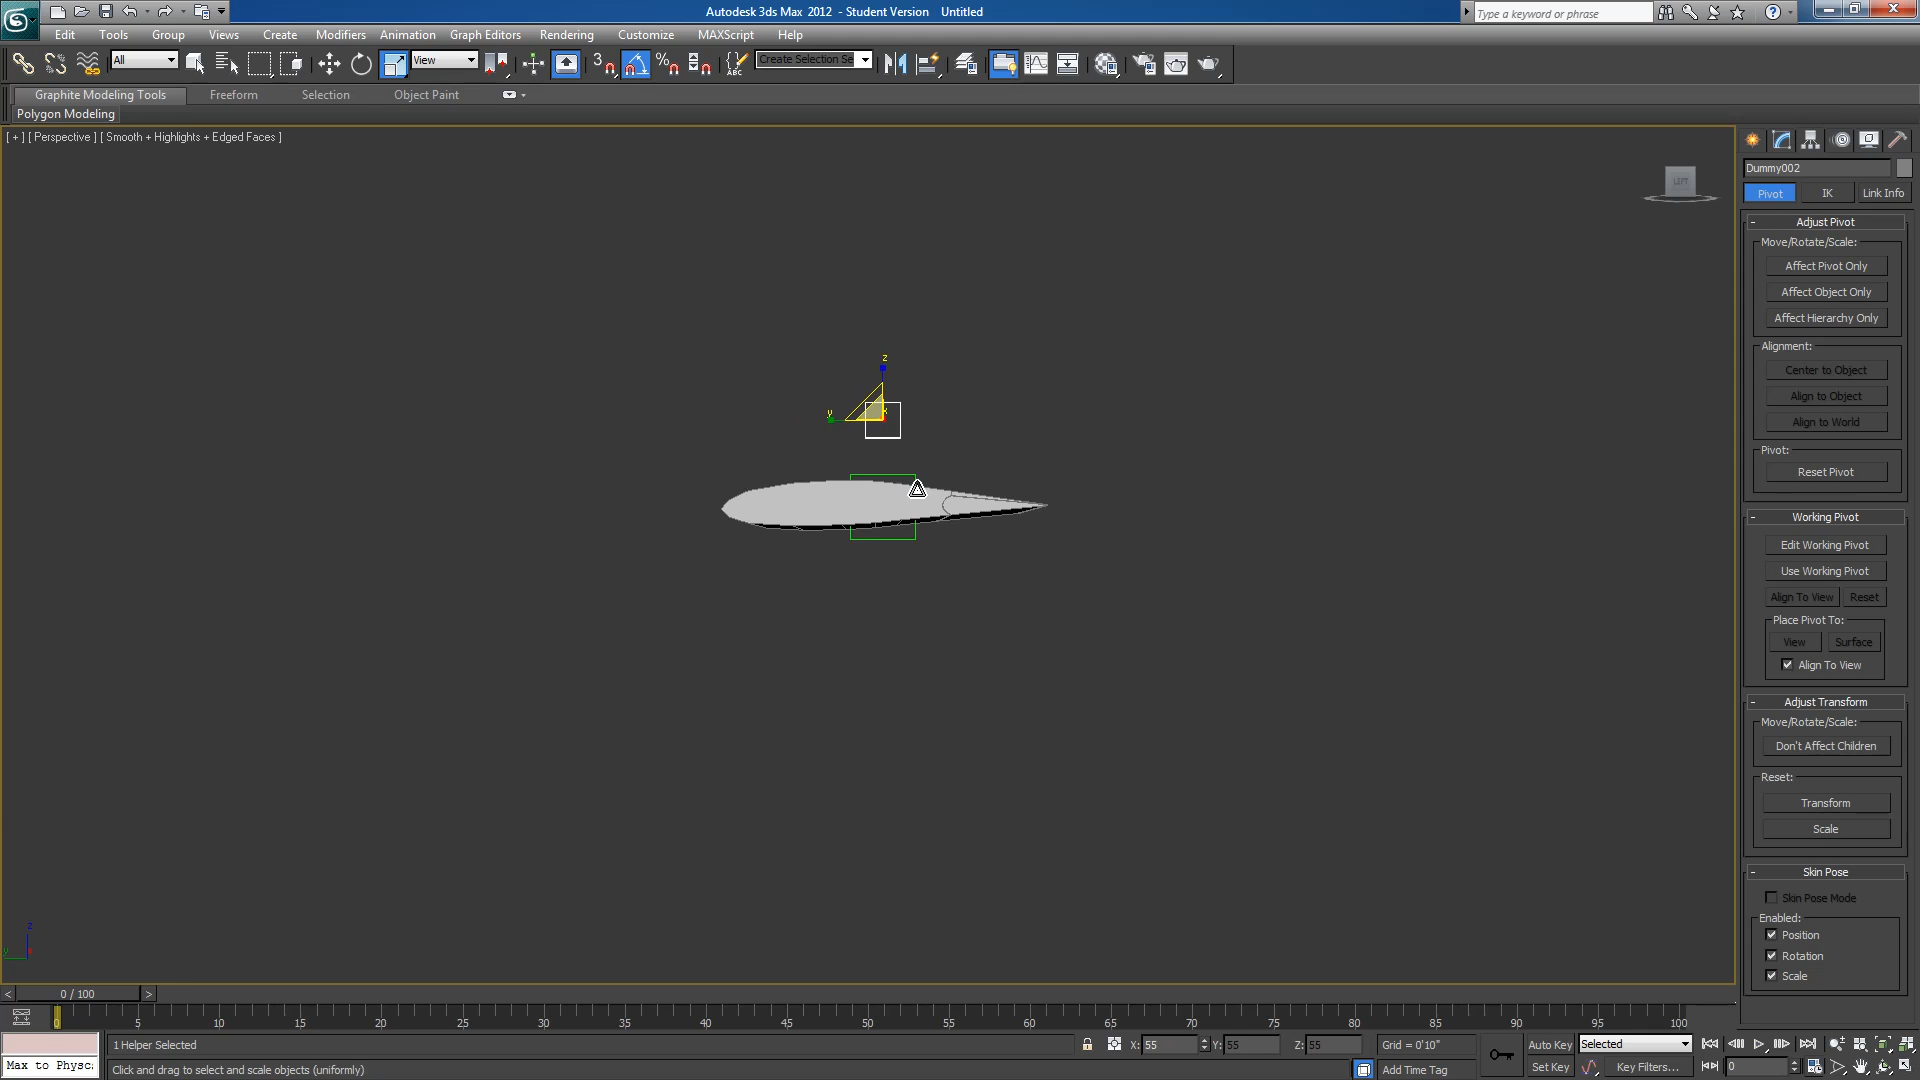 Autodesk 3ds Max 2012 - Student Version Untitled
Type a keyword or phrase
Edit Tools Group Views Create Modifiers Animation Graph Editors Rendering Customize MAXScript Help
All View 3 ABC Create Selection Se
Graphite Modeling Tools Freeform Selection Object Paint
Polygon Modeling
[ + ] [ Perspective ] [ Smooth + Highlights + Edged Faces ]
Dummy002
LEFT
Pivot IK Link Info
- Adjust Pivot
Move/Rotate/Scale:
Affect Pivot Only
Affect Object Only
Affect Hierarchy Only
Alignment:
Center to Object
Align to Object
Align to World
Pivot:
Reset Pivot
- Working Pivot
Edit Working Pivot
Use Working Pivot
Align To View Reset
Place Pivot To:
View Surface
Align To View
- Adjust Transform
Move/Rotate/Scale:
Don't Affect Children
Reset:
Transform
Scale
- Skin Pose
Skin Pose Mode
Enabled:
Position
Rotation
Scale
z
y x
z
y
< 0 / 100 >
0 5 10 15 20 25 30 35 40 45 50 55 60 65 70 75 80 85 90 95 100
1 Helper Selected X: 55 Y: 55 Z: 55 Grid = 0'10" Auto Key Selected
Max to Physc: Click and drag to select and scale objects (uniformly) Add Time Tag Set Key Key Filters... 0